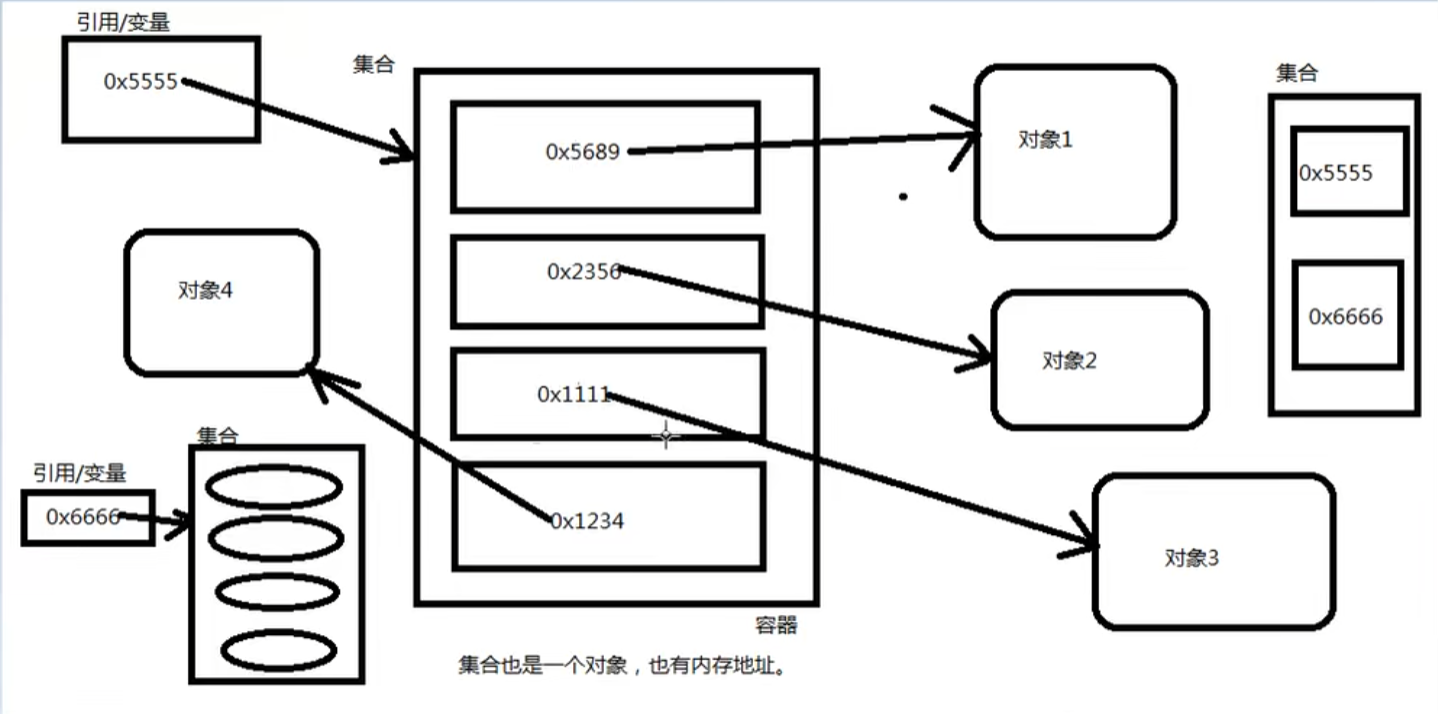 引用/变量
0x5555
集合
0x5689
对象1
集合
0x5555
0x2356
对象4
0x6666
对象2
0x1111
集合
引用/变量
0x6666
0x1234
对象3
容器
集合也是一个对象，也有内存地址。